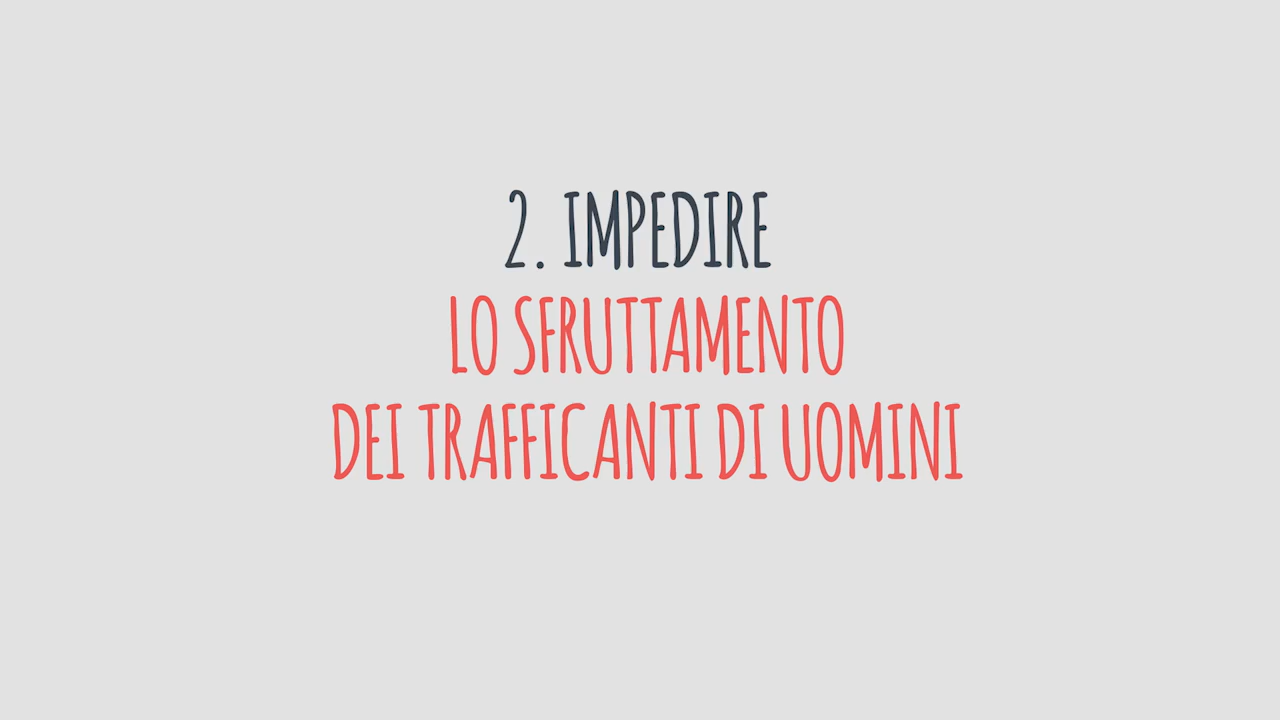 2. IMPEDIRE
LO SFRUTTAMENTO
DEI TRAFFICANTI DI UOMINI